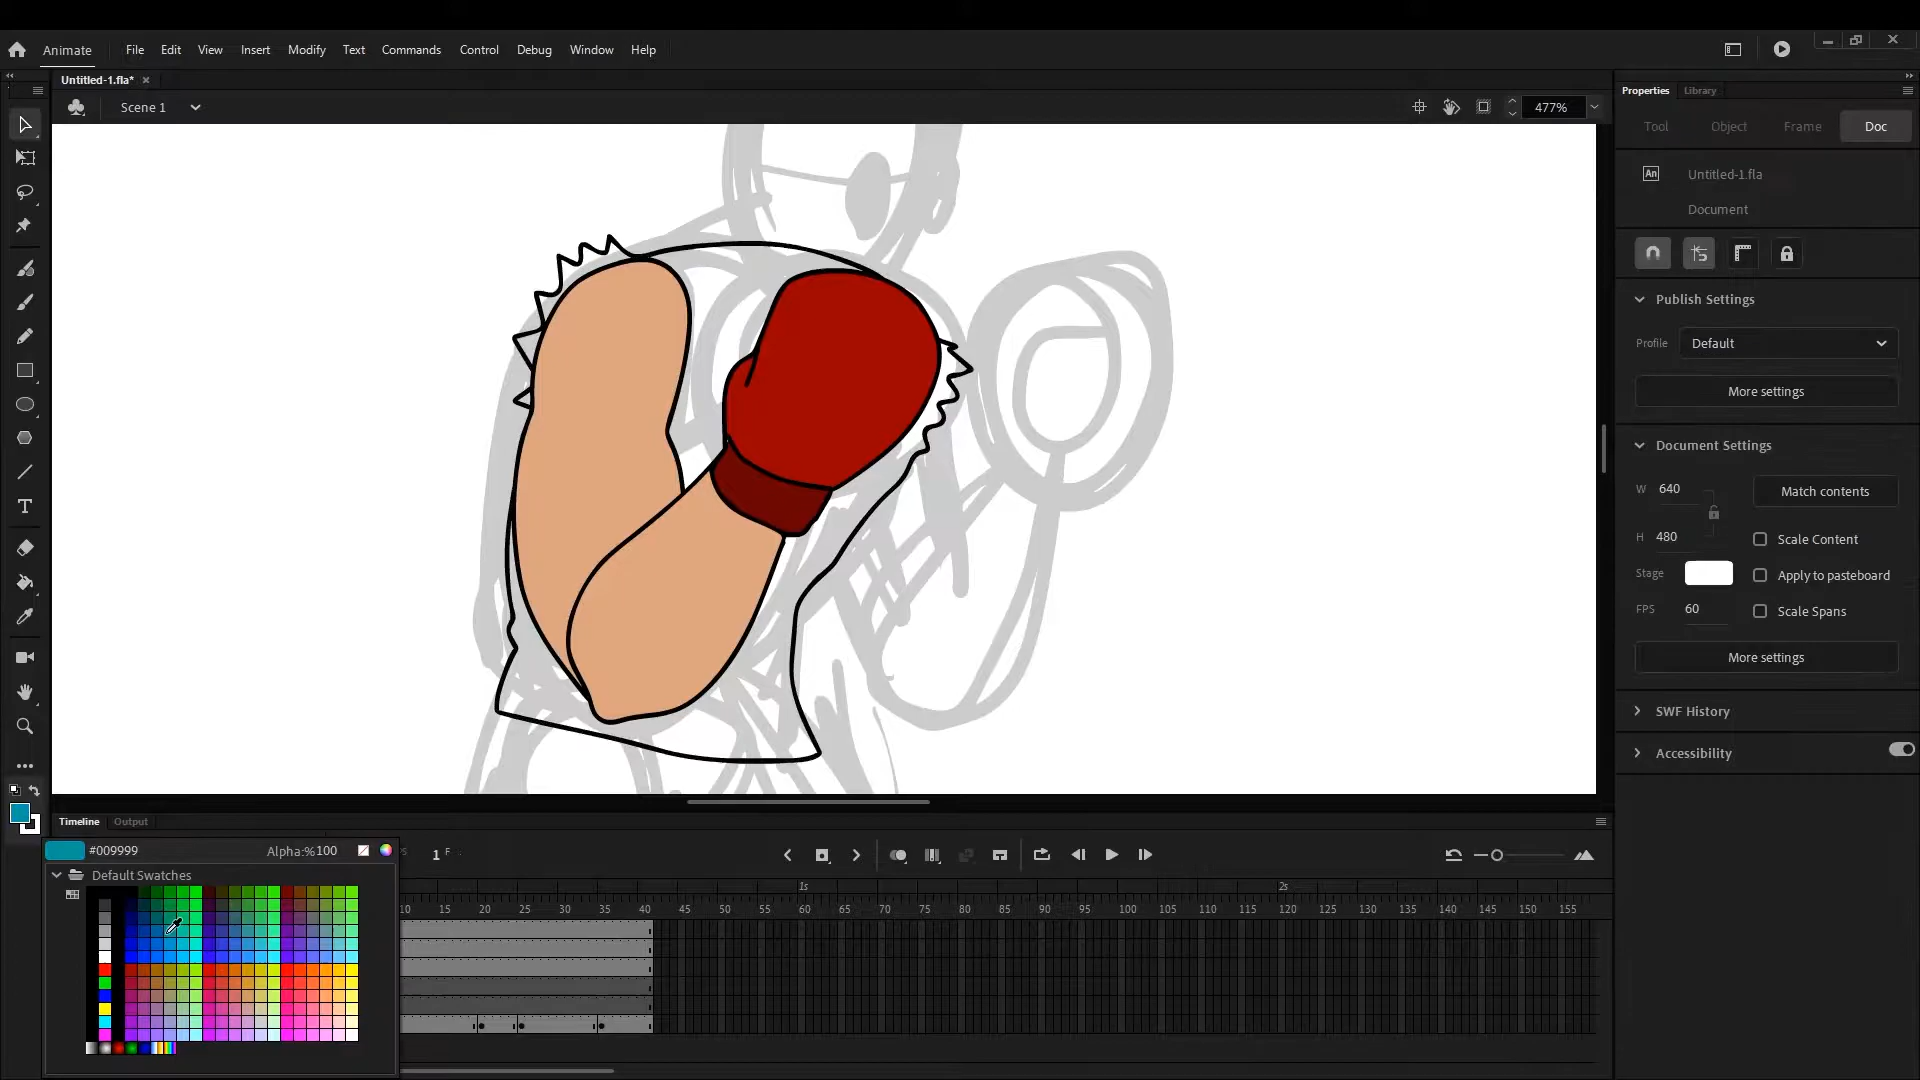 Animate File Edit View Insert Modify Text Commands Control Debug Window Help
Untitled-1.fla*
Properties Library
Scene 1
477%
Tool Object Frame Doc
An Untitled-1.fla
Document
Publish Settings
Profile Default
More settings
Document Settings
W 640 Match contents
H 480 Scale Content
Stage Apply to pasteboard
FPS 60 Scale Spans
More settings
SWF History
Accessibility
Timeline Output
#009999 Alpha:%100
1 F
Default Swatches
1s 2s
10 15 20 25 30 35 40 45 50 55 60 65 70 75 80 85 90 95 100 105 110 115 120 125 130 135 140 145 150 155